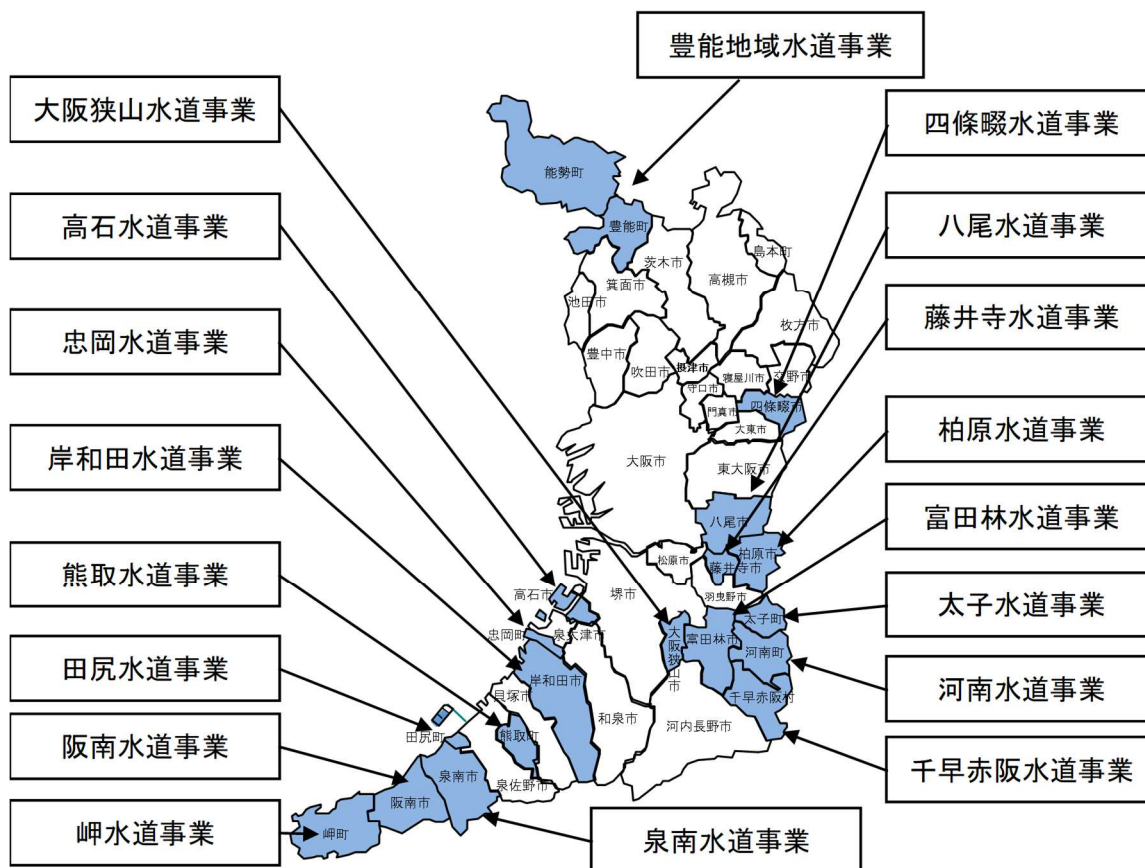 豊能地域水道事業
大阪狭山水道事業
高石水道事業
忠岡水道事業
岸和田水道事業
熊取水道事業
田尻水道事業
阪南水道事業
岬水道事業
四條畷水道事業
八尾水道事業
藤井寺水道事業
柏原水道事業
富田林水道事業
太子水道事業
河南水道事業
千早赤阪水道事業
泉南水道事業
能勢町
豊能町
茨木市
高槻市
島本町
箕面市
池田市
枚方市
豊中市
吹田市
摂津市
寝屋川市
交野市
守口市
門真市
四條畷市
大東市
大阪市
東大阪市
八尾市
松原市
藤井寺市
柏原市
羽曳野市
高石市
堺市
太子町
忠岡町
泉大津市
大阪狭山市
富田林市
河南町
岸和田市
貝塚市
和泉市
千早赤阪村
河内長野市
熊取町
田尻町
泉佐野市
泉南市
阪南市
岬町